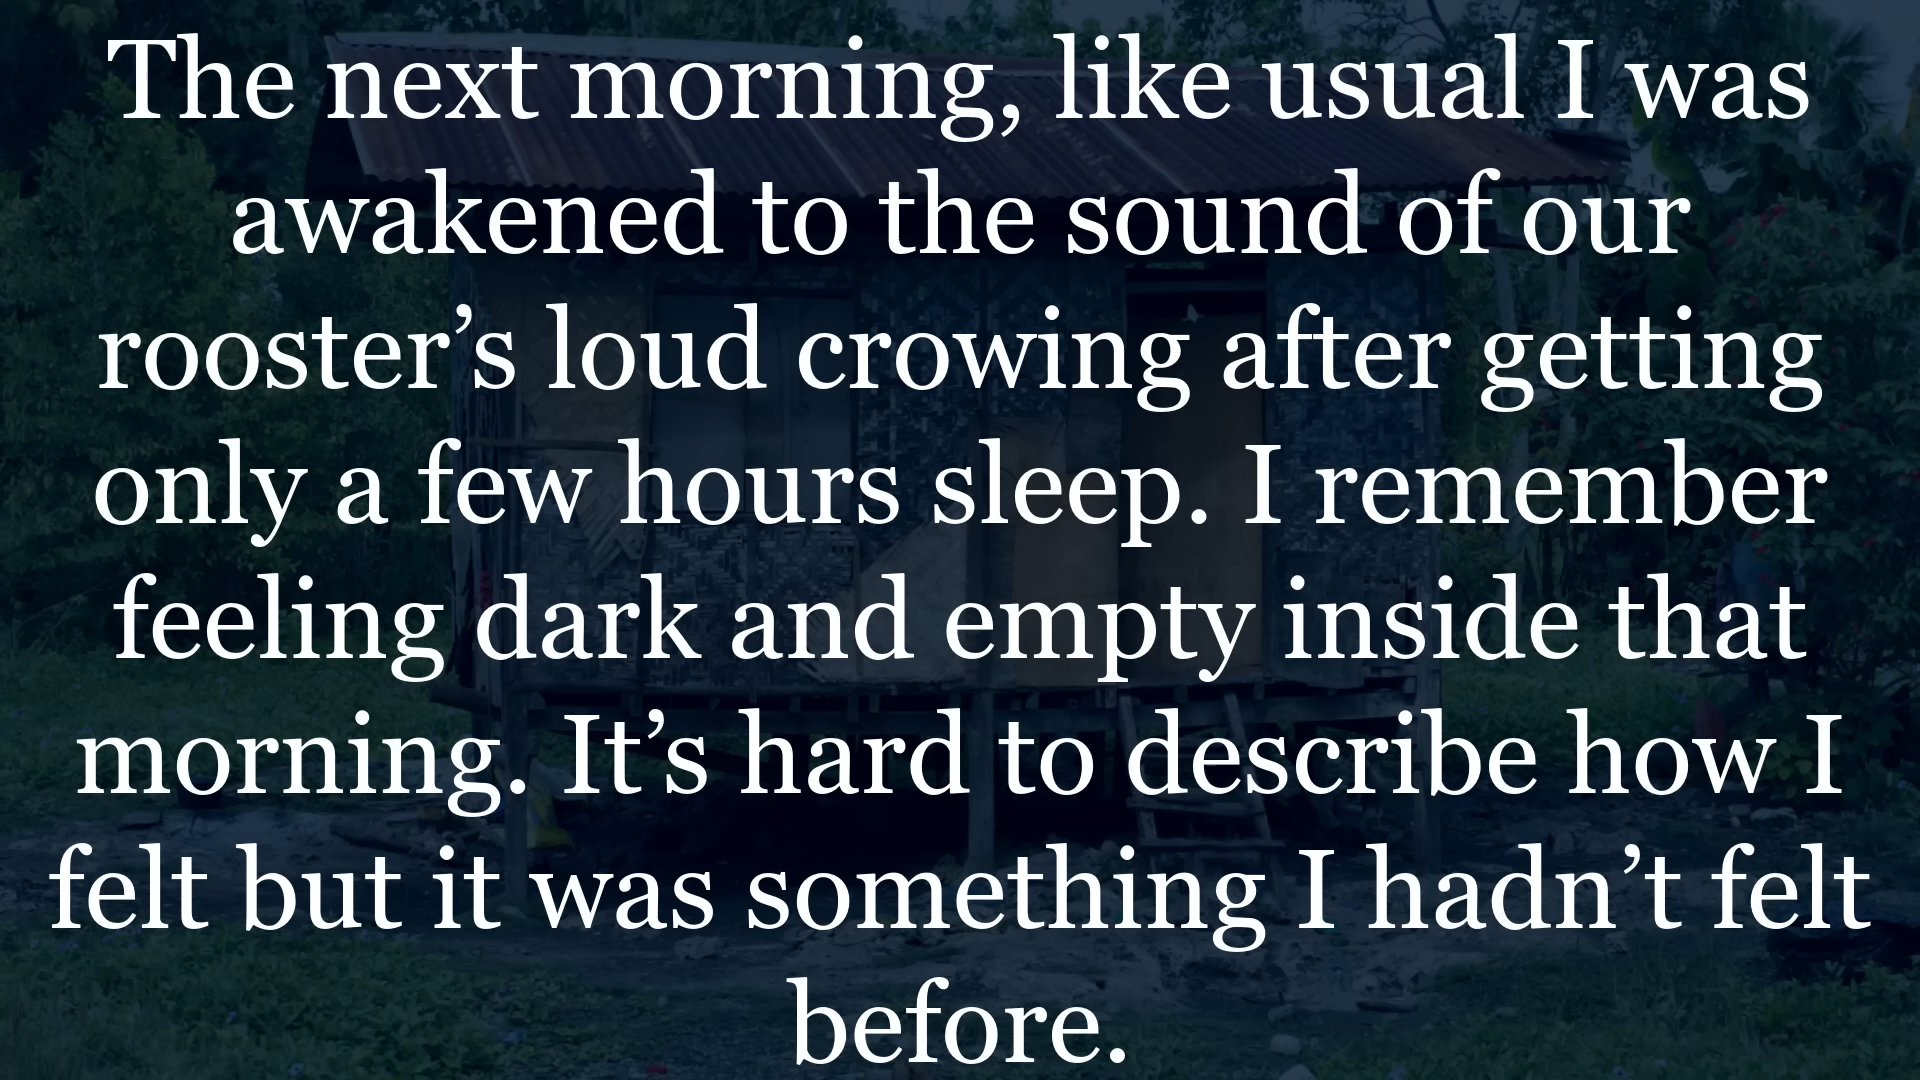 The next morning, like usual I was
awakened to the sound of our
rooster’s loud crowing after getting
only a few hours sleep. I remember
feeling dark and empty inside that
morning. It’s hard to describe how I
felt but it was something I hadn’t felt
before.